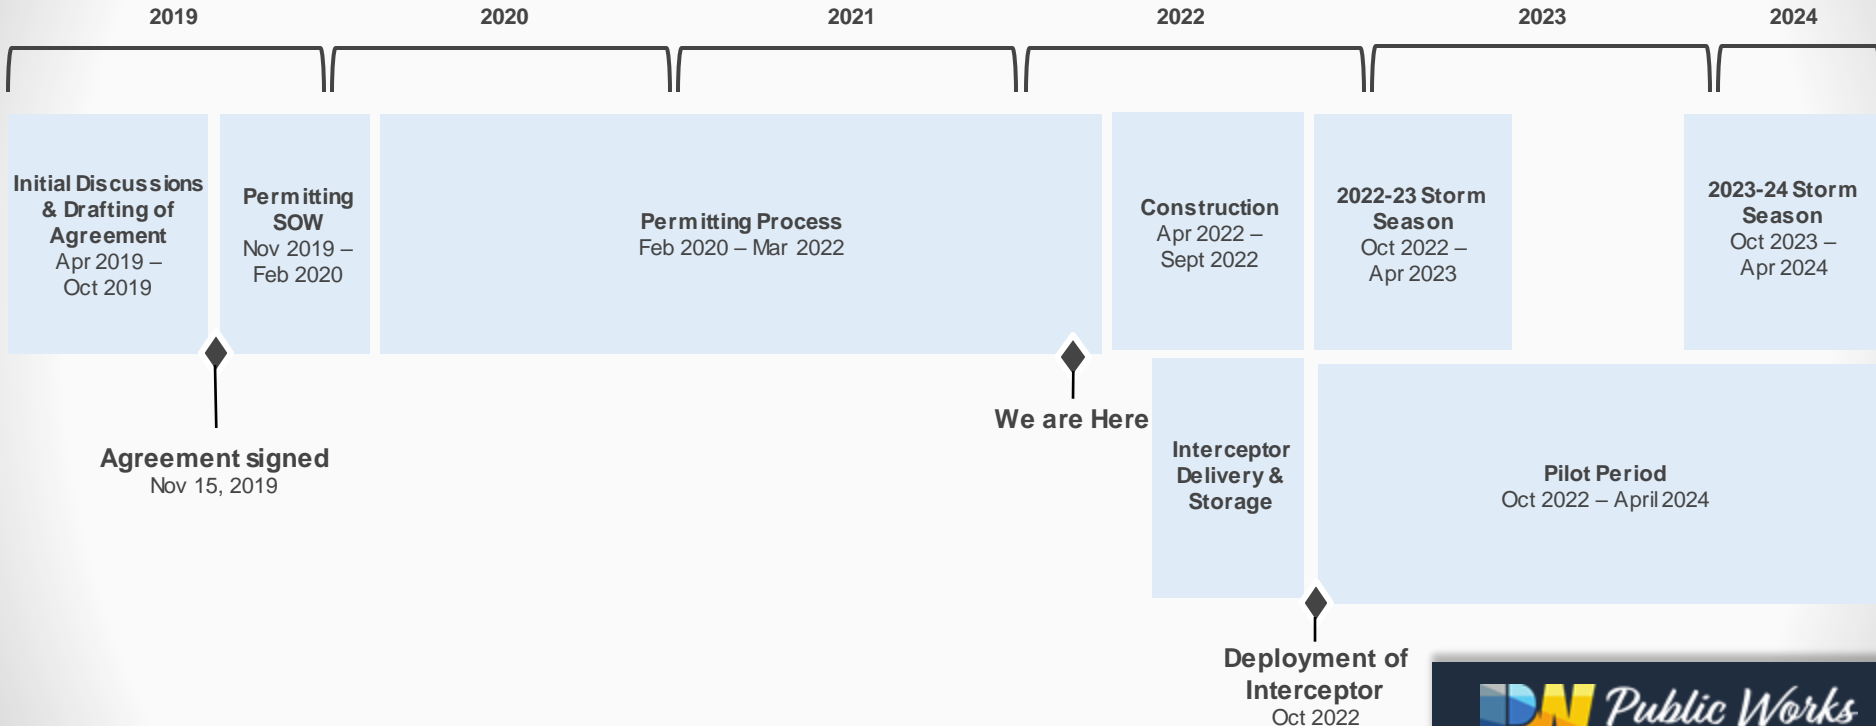 2019
2020
2021
2022
2023
2024
Initial Discussions
& Drafting of
Agreement
Apr 2019 –
Oct 2019
Permitting
SOW
Nov 2019 –
Feb 2020
Permitting Process
Feb 2020 – Mar 2022
Construction
Apr 2022 –
Sept 2022
2022-23 Storm
Season
Oct 2022 –
Apr 2023
2023-24 Storm
Season
Oct 2023 –
Apr 2024
Agreement signed
Nov 15, 2019
We are Here
Interceptor
Delivery &
Storage
Pilot Period
Oct 2022 – April 2024
Deployment of
Interceptor
Oct 2022
Public Works